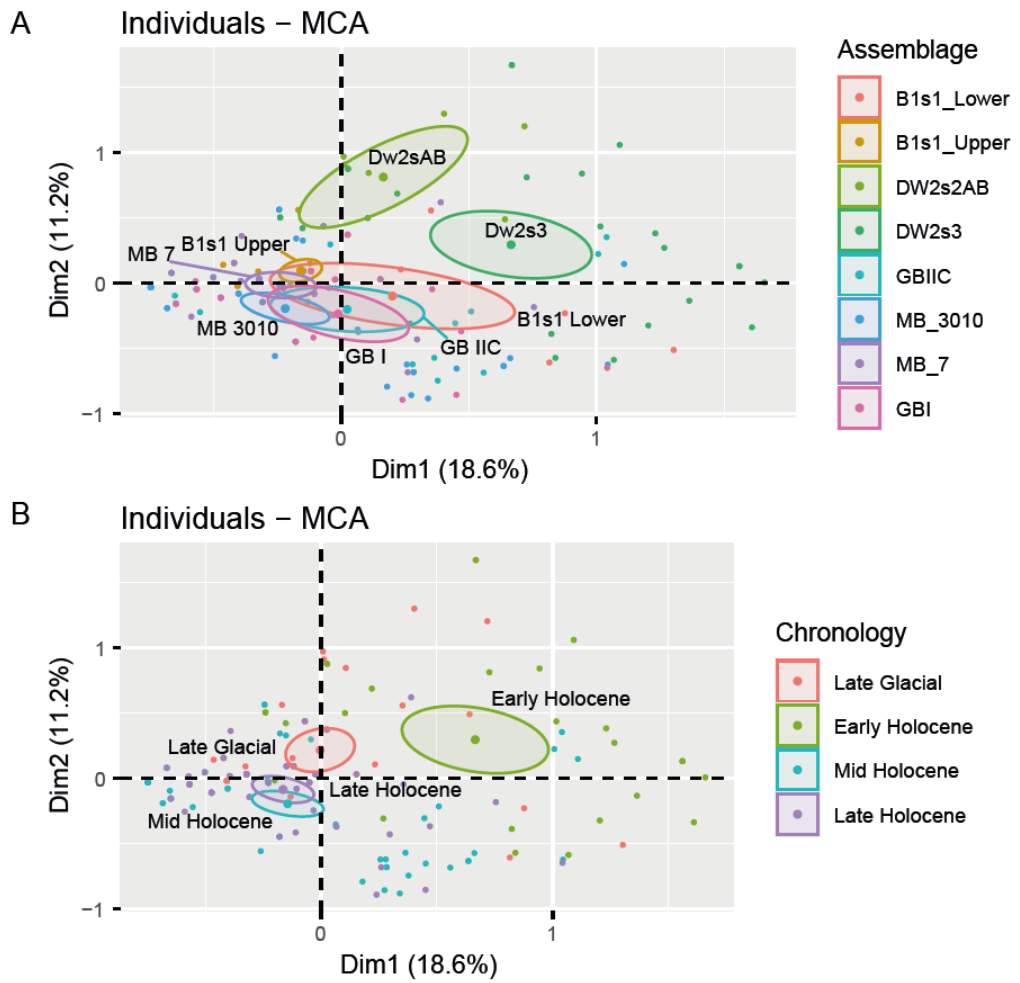 A
Individuals – MCA
Dim2 (11.2%)
1
0
−1
Dw2sAB
Dw2s3
B1s1 Upper
MB 7
MB 3010
B1s1 Lower
GB IIC
GB I
0
1
Dim1 (18.6%)
Assemblage
B1s1_Lower
B1s1_Upper
DW2s2AB
DW2s3
GBIIC
MB_3010
MB_7
GBI
B
Individuals – MCA
Dim2 (11.2%)
1
0
−1
Early Holocene
Late Glacial
Late Holocene
Mid Holocene
0
1
Dim1 (18.6%)
Chronology
Late Glacial
Early Holocene
Mid Holocene
Late Holocene